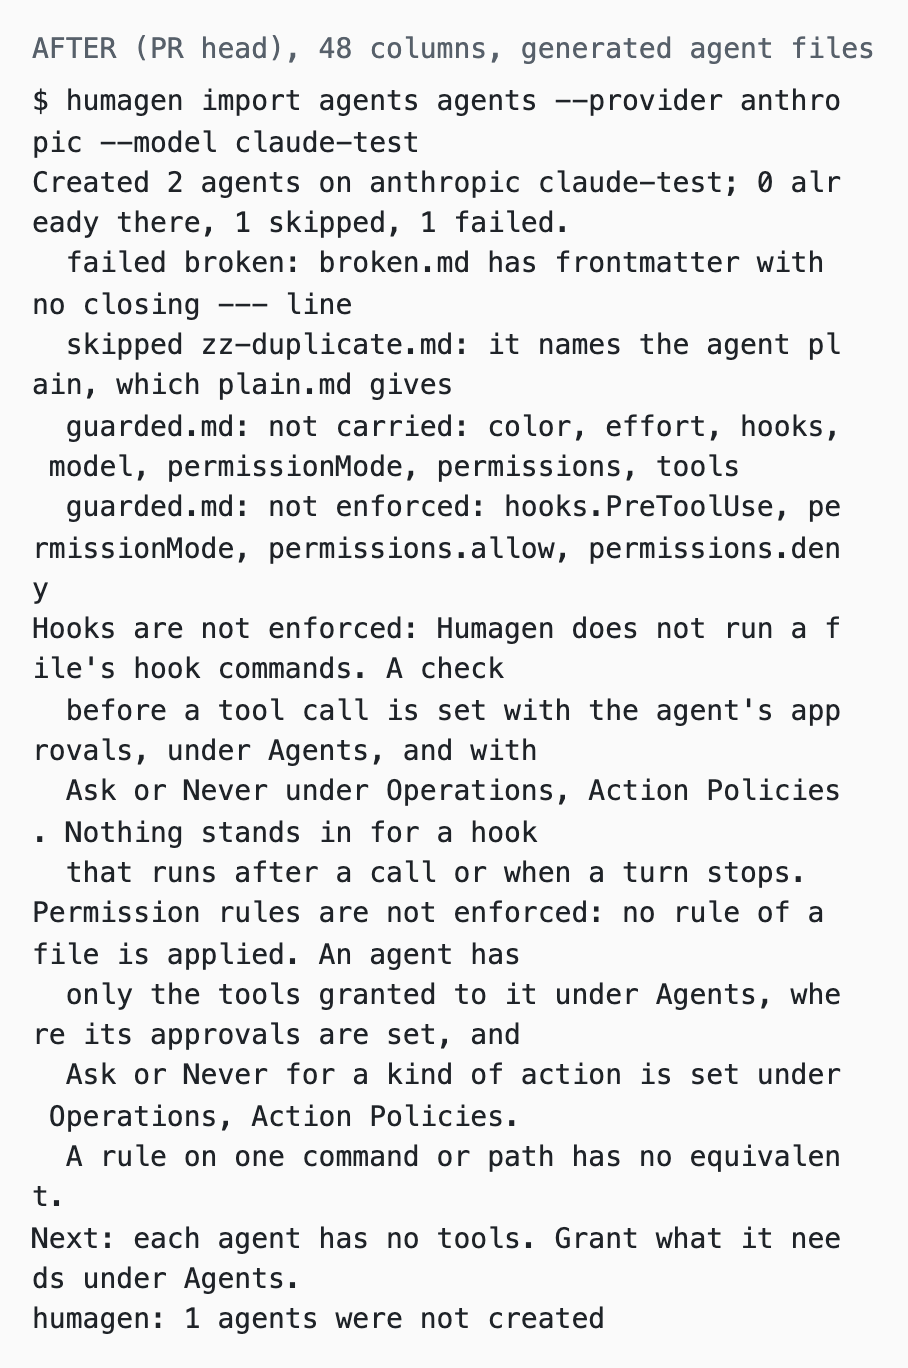 AFTER (PR head), 48 columns, generated agent files
$ humagen import agents agents --provider anthro
pic --model claude-test
Created 2 agents on anthropic claude-test; 0 alr
eady there, 1 skipped, 1 failed.
  failed broken: broken.md has frontmatter with
no closing --- line
  skipped zz-duplicate.md: it names the agent pl
ain, which plain.md gives
  guarded.md: not carried: color, effort, hooks,
 model, permissionMode, permissions, tools
  guarded.md: not enforced: hooks.PreToolUse, pe
rmissionMode, permissions.allow, permissions.den
y
Hooks are not enforced: Humagen does not run a f
ile's hook commands. A check
  before a tool call is set with the agent's app
rovals, under Agents, and with
  Ask or Never under Operations, Action Policies
. Nothing stands in for a hook
  that runs after a call or when a turn stops.
Permission rules are not enforced: no rule of a
file is applied. An agent has
  only the tools granted to it under Agents, whe
re its approvals are set, and
  Ask or Never for a kind of action is set under
 Operations, Action Policies.
  A rule on one command or path has no equivalen
t.
Next: each agent has no tools. Grant what it nee
ds under Agents.
humagen: 1 agents were not created